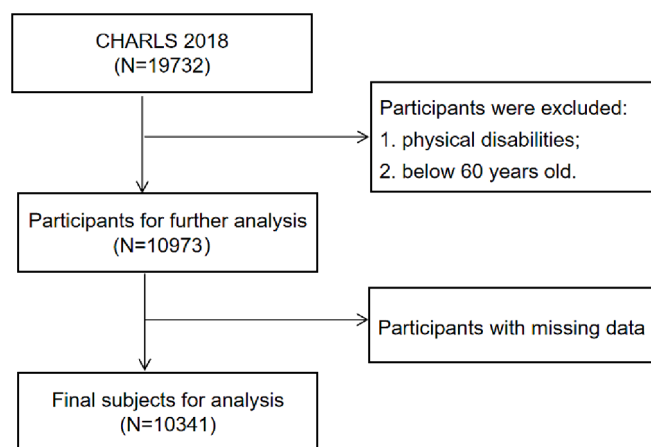 CHARLS 2018
(N=19732)
Participants were excluded:
1. physical disabilities;
2. below 60 years old.
Participants for further analysis
(N=10973)
Participants with missing data
Final subjects for analysis
(N=10341)